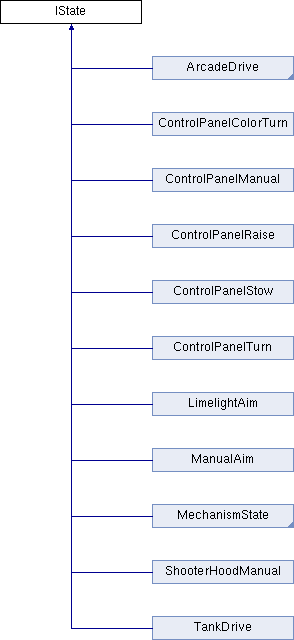 IState
ArcadeDrive
ControlPanelColorTurn
ControlPanelManual
ControlPanelRaise
ControlPanelStow
ControlPanelTurn
LimelightAim
ManualAim
MechanismState
ShooterHoodManual
TankDrive